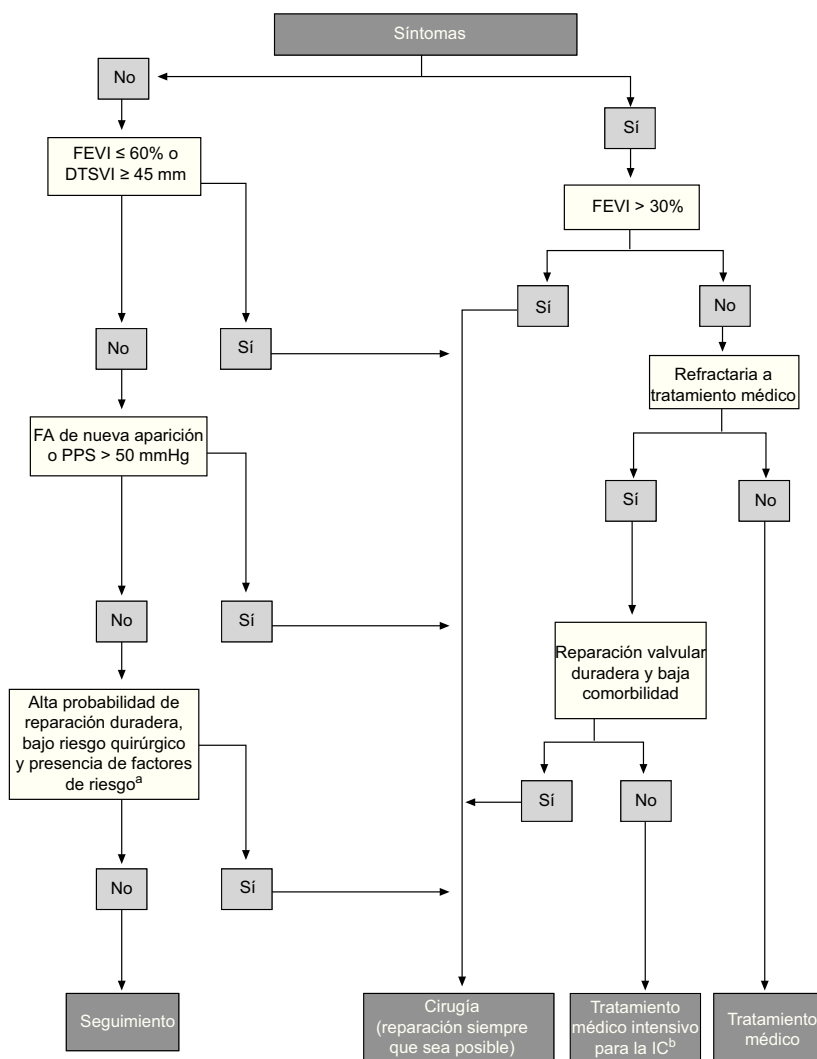 Síntomas
No
Sí
FEVI ≤ 60% o
DTSVI ≥ 45 mm
FEVI > 30%
Sí
No
No
Sí
Refractaria a
tratamiento médico
FA de nueva aparición
o PPS > 50 mmHg
Sí
No
No
Sí
Reparación valvular
duradera y baja
comorbilidad
Alta probabilidad de
reparación duradera,
bajo riesgo quirúrgico
y presencia de factores
de riesgoa
Sí
No
No
Sí
Seguimiento
Cirugía
(reparación siempre
que sea posible)
Tratamiento
médico intensivo
para la ICb
Tratamiento
médico